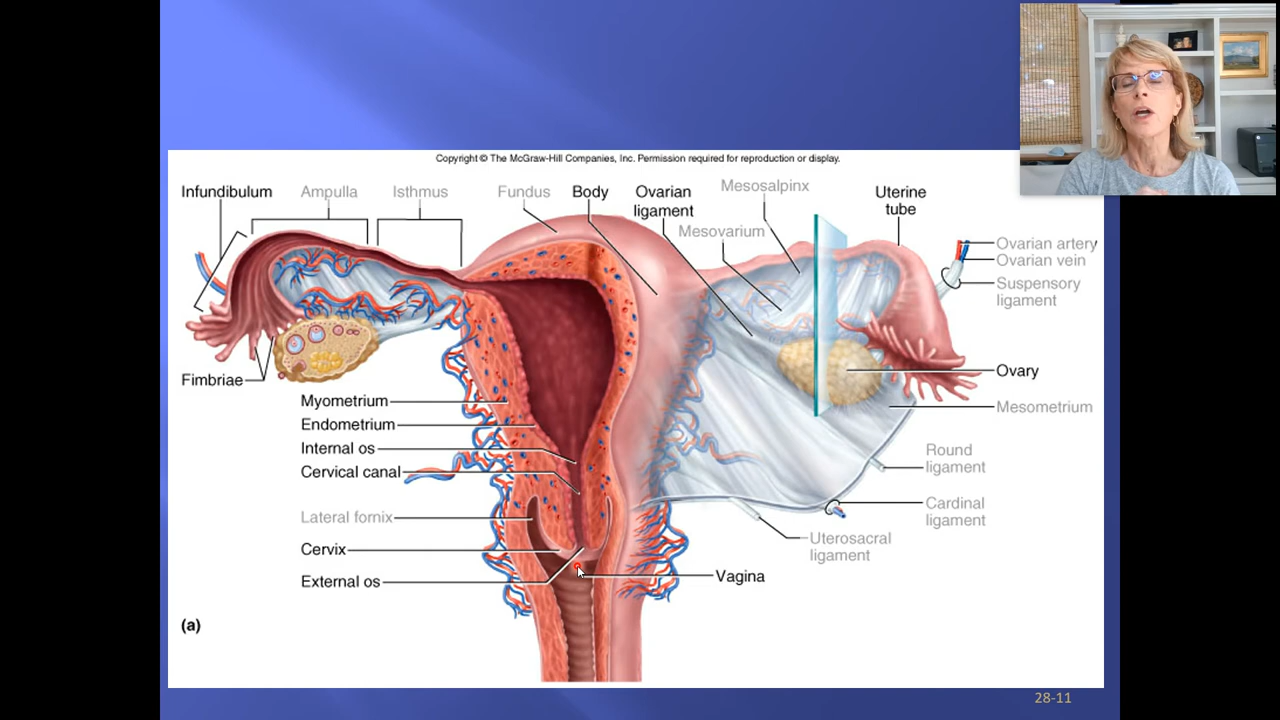 Copyright © The McGraw-Hill Companies, Inc. Permission required for reproduction or display.
Infundibulum
Ampulla
Isthmus
Fundus
Body
Ovarian
ligament
Mesosalpinx
Mesovarium
Uterine
tube
Ovarian artery
Ovarian vein
Suspensory
ligament
Fimbriae
Ovary
Myometrium
Mesometrium
Endometrium
Internal os
Round
ligament
Cervical canal
Lateral fornix
Cardinal
ligament
Cervix
Uterosacral
ligament
External os
Vagina
(a)
28-11